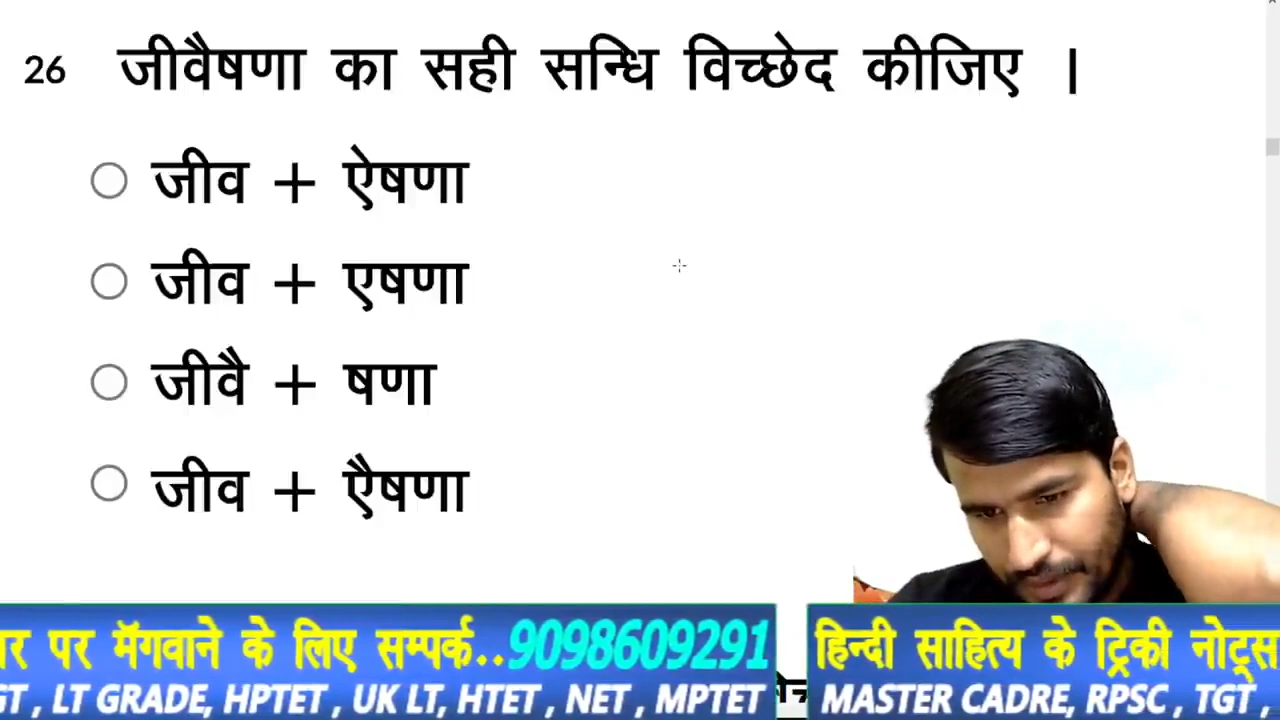 26 जीवैषणा का सही सन्धि विच्छेद कीजिए ।
जीव + ऐषणा
जीव + एषणा
जीवै + षणा
जीव + एैषणा
पर मॅगवाने के लिए सम्पर्क..9098609291
हिन्दी साहित्य के ट्रिकी नोट्स
LT GRADE, HPTET , UK LT, HTET , NET , MPTET
MASTER CADRE, RPSC , TGT ,